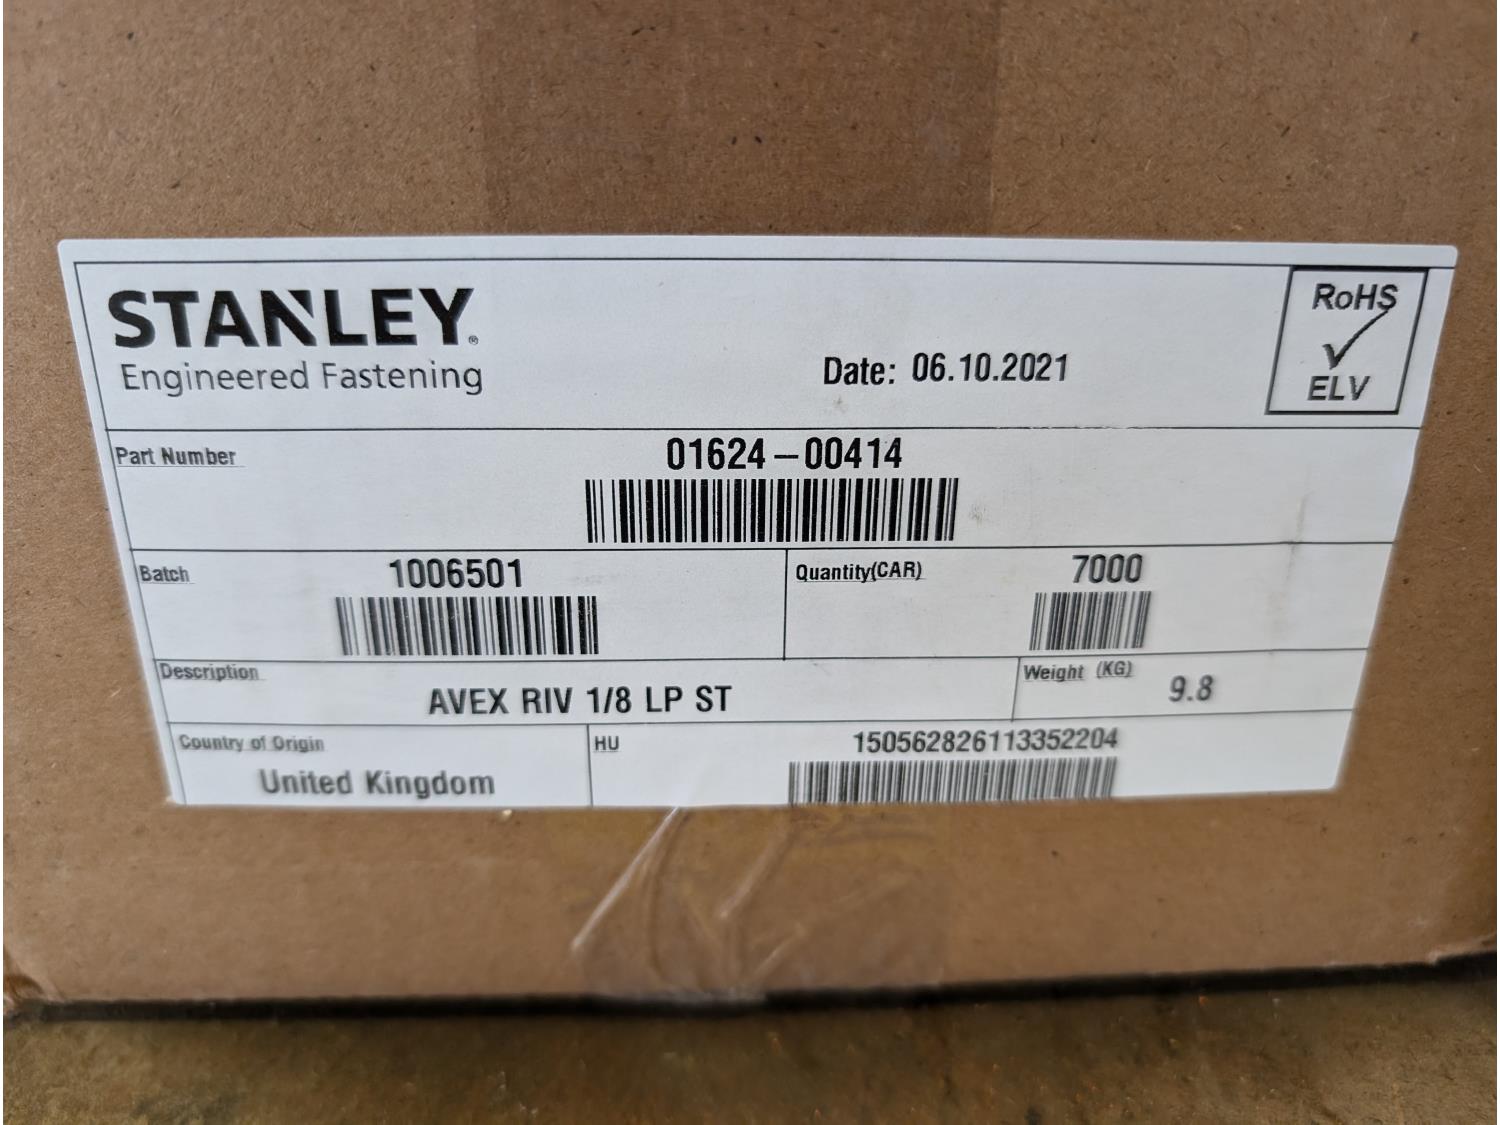 STANLEY®
Engineered Fastening
Date: 06.10.2021
RoHS
ELV
Part Number
01624-00414
Batch
1006501
Quantity(CAR)
7000
Description
AVEX RIV 1/8 LP ST
Weight (KG)
9.8
Country of Origin
United Kingdom
HU
150562826113352204